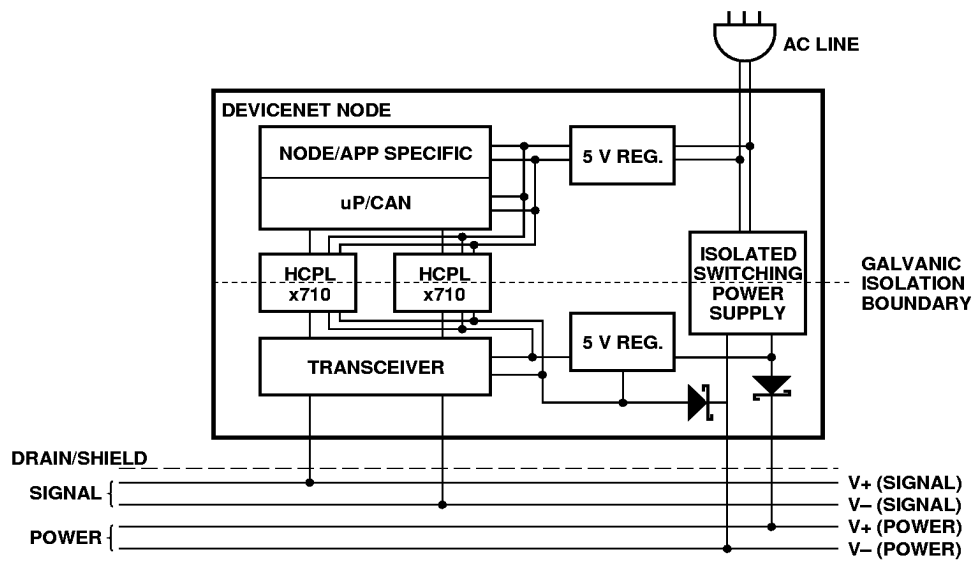 AC LINE
DEVICENET NODE
NODE/APP SPECIFIC
5 V REG.
uP/CAN
ISOLATED
SWITCHING
POWER
SUPPLY
GALVANIC
ISOLATION
BOUNDARY
HCPL
x710
HCPL
x710
5 V REG.
TRANSCEIVER
DRAIN/SHIELD
SIGNAL
V+ (SIGNAL)
V– (SIGNAL)
POWER
V+ (POWER)
V– (POWER)